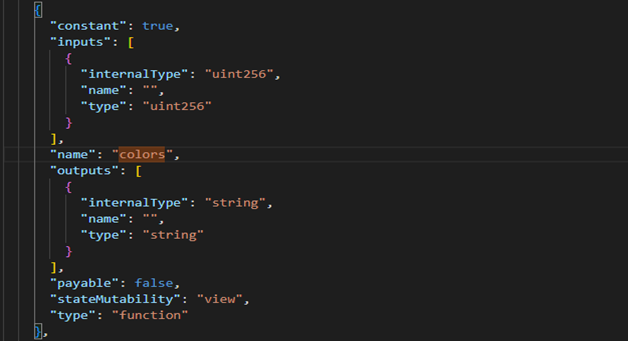 {
"constant": true,
"inputs": [
{
"internalType": "uint256",
"name": "",
"type": "uint256"
}
],
"name": "colors",
"outputs": [
{
"internalType": "string",
"name": "",
"type": "string"
}
],
"payable": false,
"stateMutability": "view",
"type": "function"
},